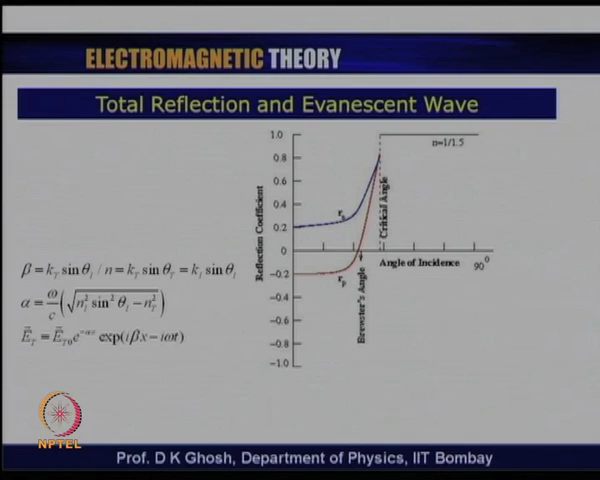 ELECTROMAGNETIC THEORY
Total Reflection and Evanescent Wave
1.0
0.8
0.6
0.4
0.2
0
−0.2
−0.4
−0.6
−0.8
−1.0
Reflection Coefficient
n=1/1.5
r_s
r_p
Critical Angle
Angle of Incidence
90°
Brewster's Angle
β = k_T sin θ_I / n = k_T sin θ_T = k_I sin θ_I
α = ω/c (√(n_I² sin² θ_I − n_T²))
E⃗_T = E⃗_T0 e^(−αz) exp(iβx − iωt)
NPTEL
Prof. D K Ghosh, Department of Physics, IIT Bombay